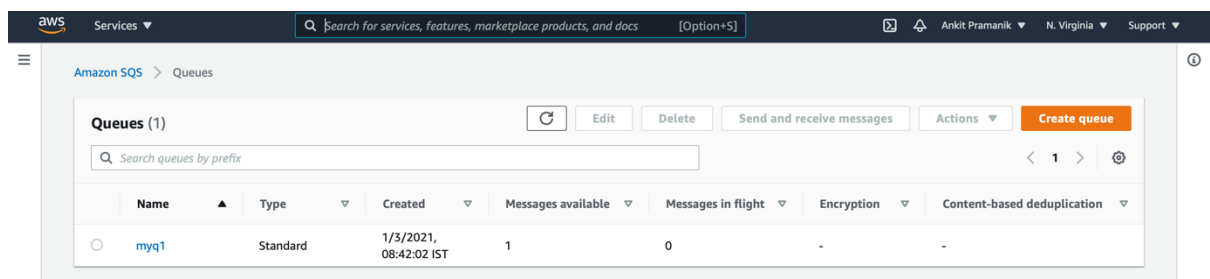 aws Services ▼ Search for services, features, marketplace products, and docs [Option+S] Ankit Pramanik ▼ N. Virginia ▼ Support ▼
Amazon SQS > Queues
Queues (1) Edit Delete Send and receive messages Actions ▼ Create queue
Search queues by prefix < 1 >
Name ▲ Type ▽ Created ▽ Messages available ▽ Messages in flight ▽ Encryption ▽ Content-based deduplication ▽
myq1 Standard 1/3/2021, 1 0 - -
08:42:02 IST